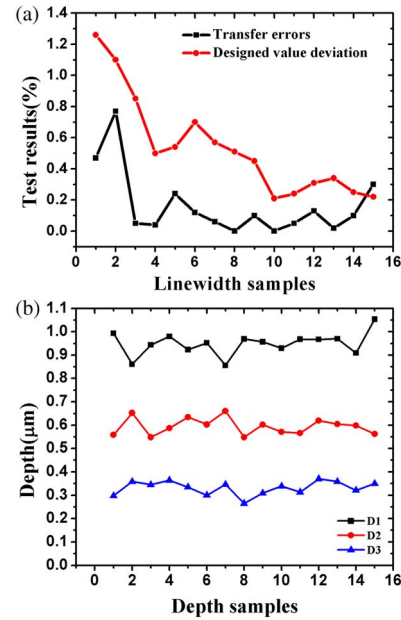 (a)
Transfer errors
Designed value deviation
Test results(%)
1.4
1.2
1.0
0.8
0.6
0.4
0.2
0.0
0 2 4 6 8 10 12 14 16
Linewidth samples
(b)
Depth(μm)
1.1
1.0
0.9
0.8
0.7
0.6
0.5
0.4
0.3
0.2
0.1
0.0
D1
D2
D3
0 2 4 6 8 10 12 14 16
Depth samples